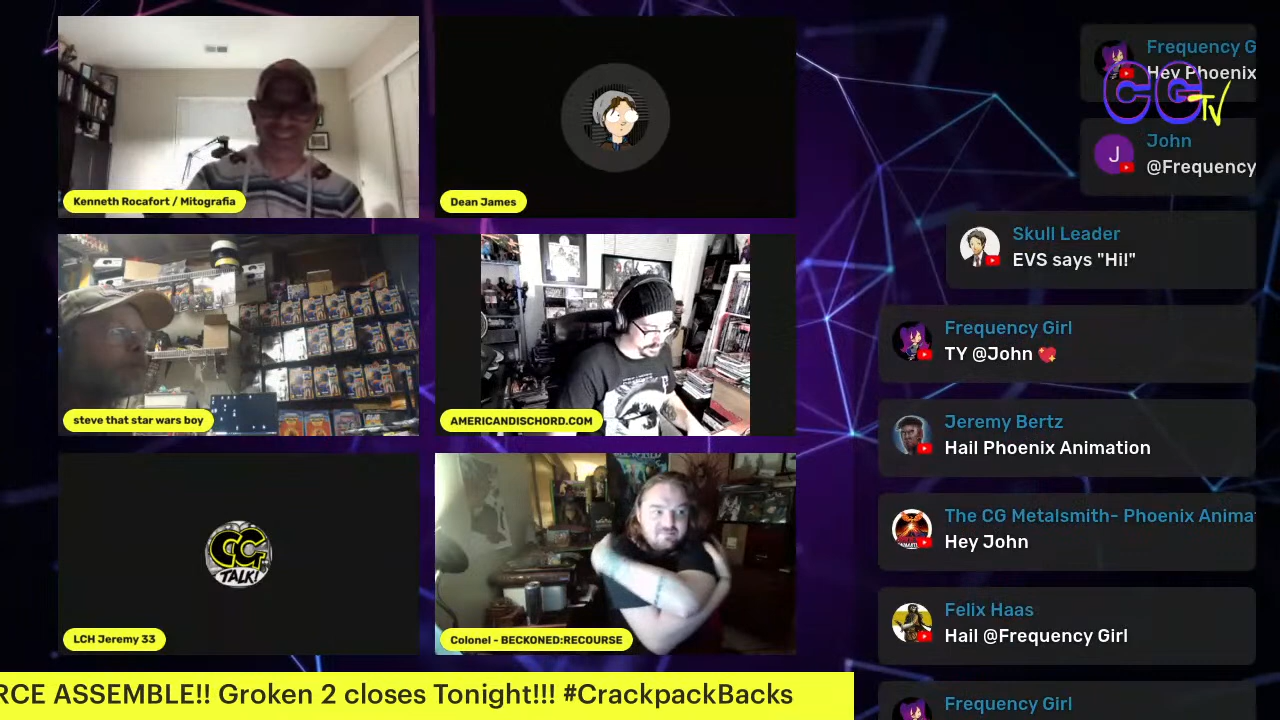 Kenneth Rocafort / Mitografia
Dean James
steve that star wars boy
AMERICANDISCHORD.COM
CG
TALK!
LCH Jeremy 33
Colonel - BECKONED:RECOURSE
RCE ASSEMBLE!! Groken 2 closes Tonight!!! #CrackpackBacks
Frequency G
Hey Phoenix
CG TV
J
John
@Frequency
Skull Leader
EVS says "Hi!"
Frequency Girl
TY @John 💖
Jeremy Bertz
Hail Phoenix Animation
The CG Metalsmith- Phoenix Anima
Hey John
Felix Haas
Hail @Frequency Girl
Frequency Girl